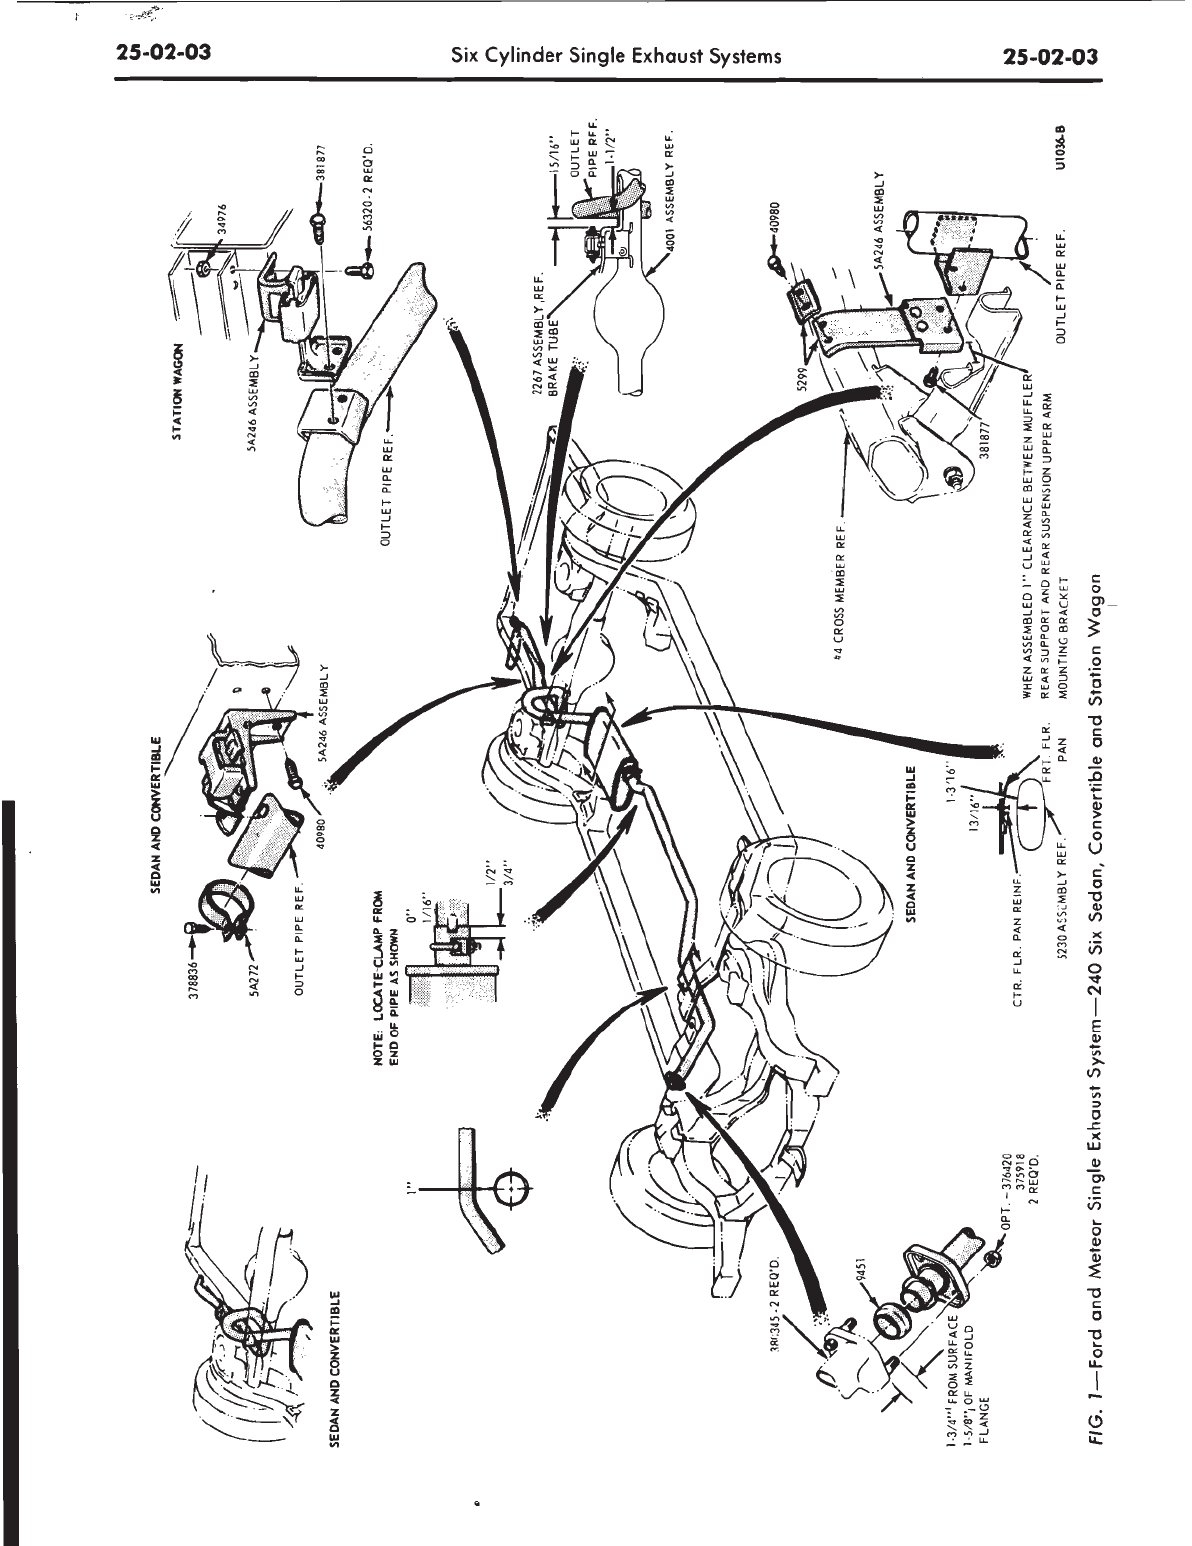 25-02-03
Six Cylinder Single Exhaust Systems
25-02-03
STATION WAGON
34976
381877
56320-2 REQ'D.
5A246 ASSEMBLY
OUTLET PIPE REF.
15/16"
OUTLET
PIPE REF.
1-1/2"
2267 ASSEMBLY REF.
BRAKE TUBE
4001 ASSEMBLY REF.
40980
5A246 ASSEMBLY
5299
381877
OUTLET PIPE REF.
#4 CROSS MEMBER REF.
WHEN ASSEMBLED 1" CLEARANCE BETWEEN MUFFLER
REAR SUPPORT AND REAR SUSPENSION UPPER ARM
MOUNTING BRACKET
U1036-B
SEDAN AND CONVERTIBLE
5A246 ASSEMBLY
40980
378836
5A272
OUTLET PIPE REF.
NOTE: LOCATE CLAMP FROM
END OF PIPE AS SHOWN
0"
1/16"
1/2"
3/4"
SEDAN AND CONVERTIBLE
1-3/16"
13/16"
FRT. FLR.
PAN
CTR. FLR. PAN REINF.
5230 ASSEMBLY REF.
1"
SEDAN AND CONVERTIBLE
380345-2 REQ'D.
9451
OPT.-376420
375918
2 REQ'D.
1-3/4" FROM SURFACE
1-5/8" OF MANIFOLD
FLANGE
FIG. 1—Ford and Meteor Single Exhaust System—240 Six Sedan, Convertible and Station Wagon